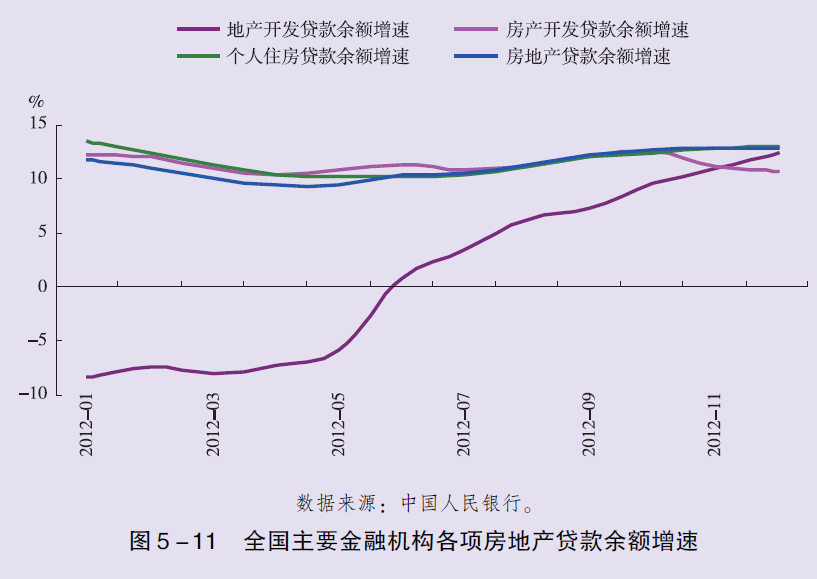 地产开发贷款余额增速 房产开发贷款余额增速
个人住房贷款余额增速 房地产贷款余额增速
%
15
10
5
0
−5
−10
2012−01 2012−03 2012−05 2012−07 2012−09 2012−11
数据来源：中国人民银行。
图 5−11 全国主要金融机构各项房地产贷款余额增速